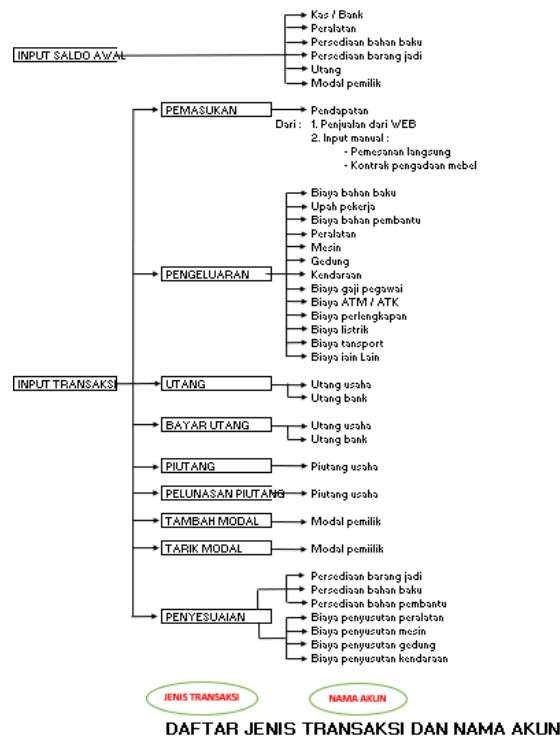 Kas / Bank
Peralatan
Persediaan bahan baku
INPUT SALDO AWAL
Persediaan barang jadi
Utang
Modal pemilik
PEMASUKAN
Pendapatan
Dari : 1. Penjualan dari WEB
2. Input manual :
- Pemesanan langsung
- Kontrak pengadaan mebel
Biaya bahan baku
Upah pekerja
Biaya bahan pembantu
Peralatan
Mesin
Gedung
PENGELUARAN
Kendaraan
Biaya gaji pegawai
Biaya ATM / ATK
Biaya perlengkapan
Biaya listrik
Biaya tansport
Biaya iain Lain
INPUT TRANSAKSI
UTANG
Utang usaha
Utang bank
BAYAR UTANG
Utang usaha
Utang bank
PIUTANG
Piutang usaha
PELUNASAN PIUTANG
Piutang usaha
TAMBAH MODAL
Modal pemilik
TARIK MODAL
Modal pemiilik
Persediaan barang jadi
Persediaan bahan baku
Persediaan bahan pembantu
PENYESUAIAN
Biaya penyusutan peralatan
Biaya penyusutan mesin
Biaya penyusutan gedung
Biaya penyusutan kendaraan
JENIS TRANSAKSI
NAMA AKUN
DAFTAR JENIS TRANSAKSI DAN NAMA AKUN